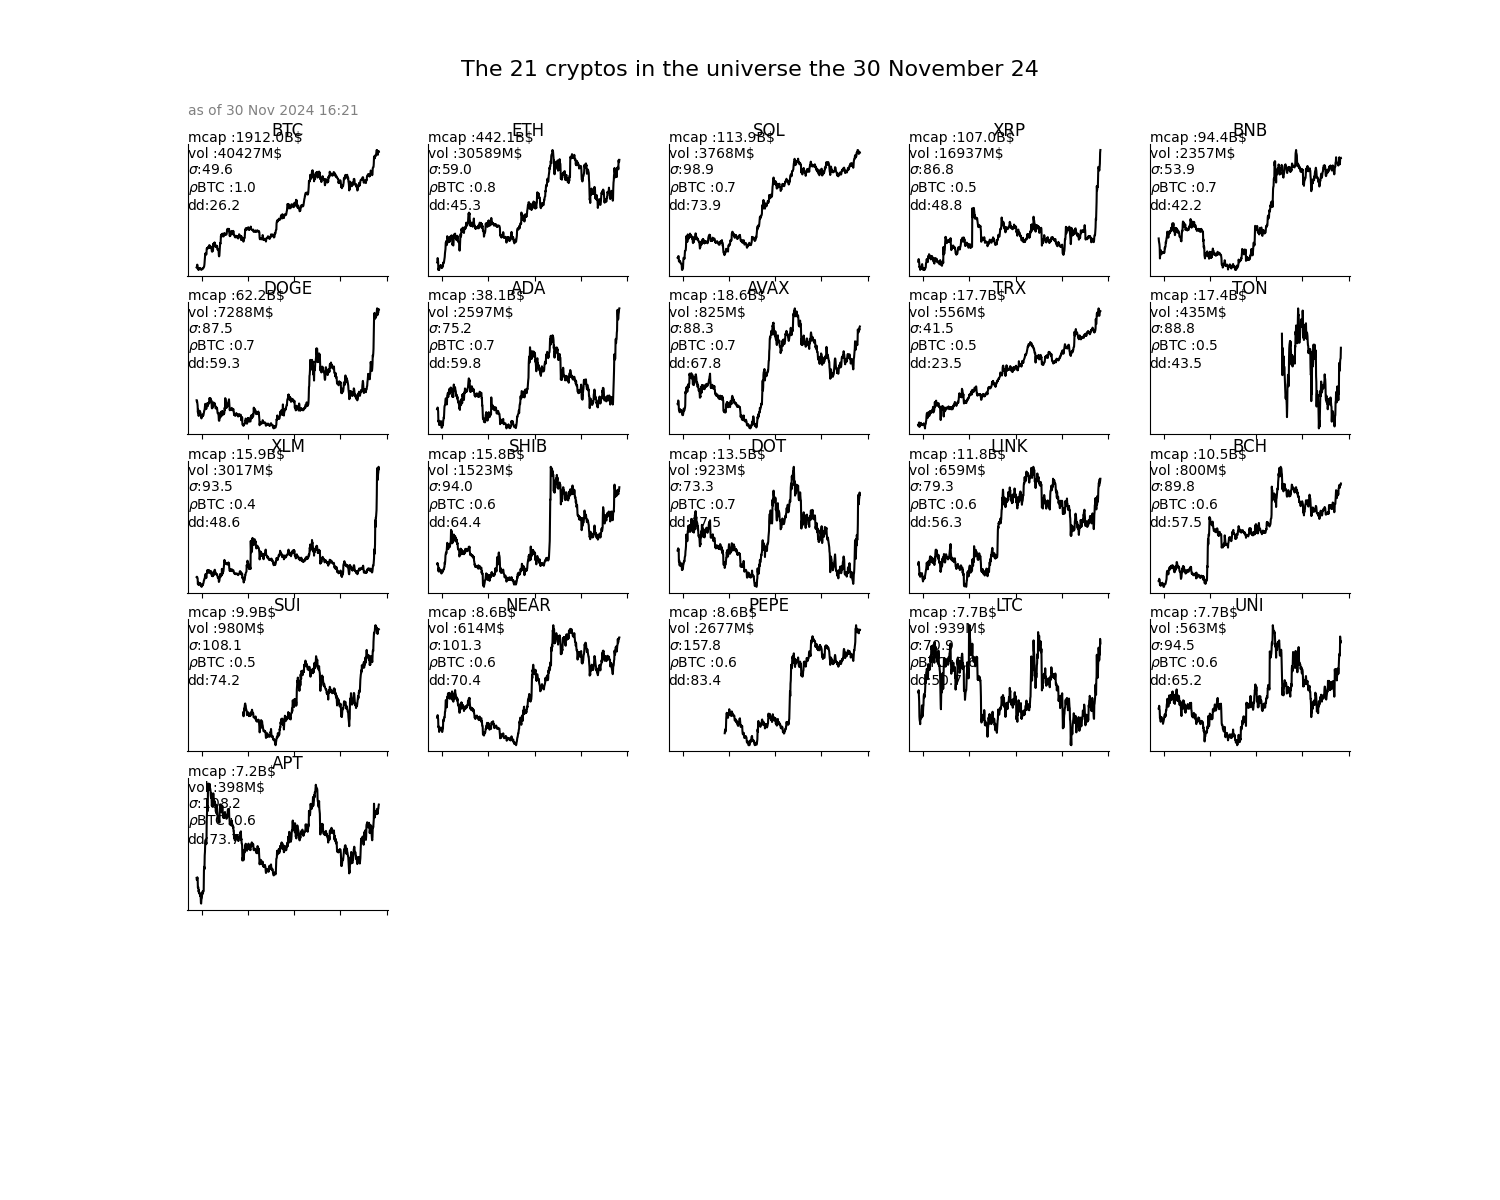 The 21 cryptos in the universe the 30 November 24
as of 30 Nov 2024 16:21
BTC
mcap :1912.0B$
vol :40427M$
σ:49.6
ρBTC :1.0
dd:26.2
ETH
mcap :442.1B$
vol :30589M$
σ:59.0
ρBTC :0.8
dd:45.3
SOL
mcap :113.9B$
vol :3768M$
σ:98.9
ρBTC :0.7
dd:73.9
XRP
mcap :107.0B$
vol :16937M$
σ:86.8
ρBTC :0.5
dd:48.8
BNB
mcap :94.4B$
vol :2357M$
σ:53.9
ρBTC :0.7
dd:42.2
DOGE
mcap :62.2B$
vol :7288M$
σ:87.5
ρBTC :0.7
dd:59.3
ADA
mcap :38.1B$
vol :2597M$
σ:75.2
ρBTC :0.7
dd:59.8
AVAX
mcap :18.6B$
vol :825M$
σ:88.3
ρBTC :0.7
dd:67.8
TRX
mcap :17.7B$
vol :556M$
σ:41.5
ρBTC :0.5
dd:23.5
TON
mcap :17.4B$
vol :435M$
σ:88.8
ρBTC :0.5
dd:43.5
XLM
mcap :15.9B$
vol :3017M$
σ:93.5
ρBTC :0.4
dd:48.6
SHIB
mcap :15.8B$
vol :1523M$
σ:94.0
ρBTC :0.6
dd:64.4
DOT
mcap :13.5B$
vol :923M$
σ:73.3
ρBTC :0.7
LINK
mcap :11.8B$
vol :659M$
σ:79.3
ρBTC :0.6
dd:56.3
BCH
mcap :10.5B$
vol :800M$
σ:89.8
ρBTC :0.6
dd:57.5
SUI
mcap :9.9B$
vol :980M$
σ:108.1
ρBTC :0.5
dd:74.2
NEAR
mcap :8.6B$
vol :614M$
σ:101.3
ρBTC :0.6
dd:70.4
PEPE
mcap :8.6B$
vol :2677M$
σ:157.8
ρBTC :0.6
dd:83.4
LTC
mcap :7.7B$
vol :939M$
UNI
mcap :7.7B$
vol :563M$
σ:94.5
ρBTC :0.6
dd:65.2
APT
mcap :7.2B$
vol :398M$
σ:108.2
ρBTC :0.6